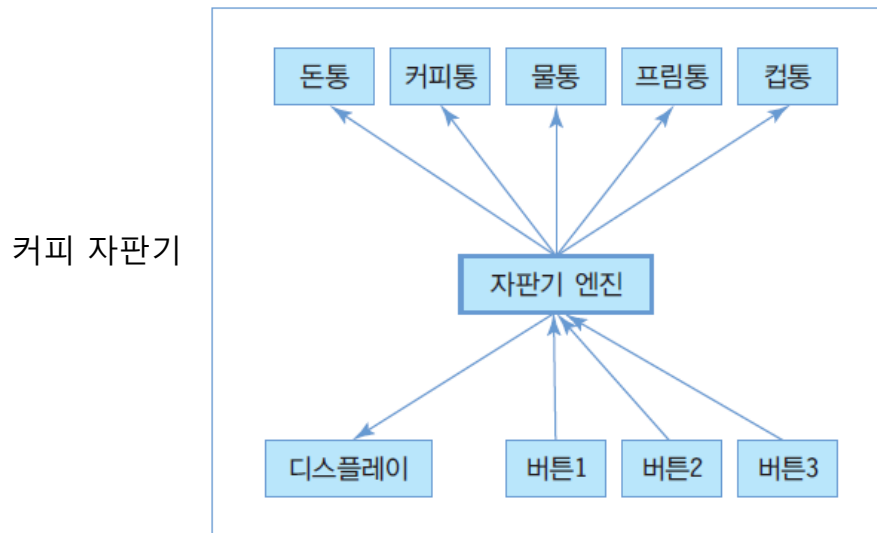 돈통 커피통 물통 프림통 컵통
커피 자판기
자판기 엔진
디스플레이 버튼1 버튼2 버튼3